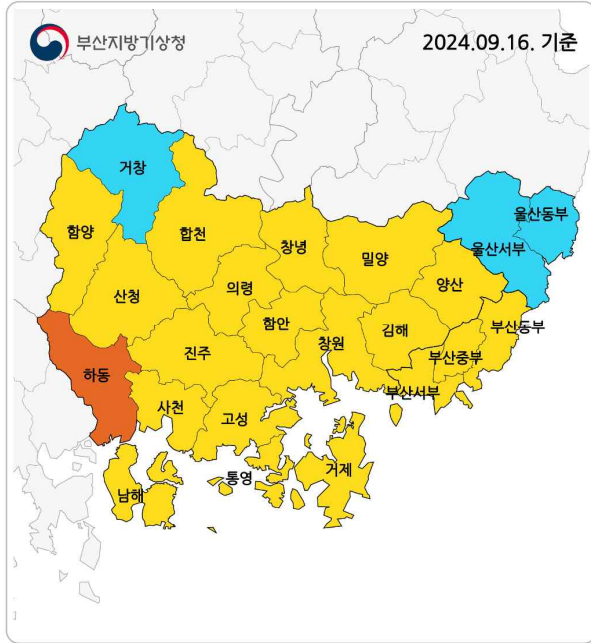 부산지방기상청
2024.09.16. 기준
거창
울산동부
함양
합천
창녕
울산서부
밀양
양산
산청
의령
함안
김해
부산동부
창원
진주
부산중부
하동
부산서부
사천
고성
거제
통영
남해